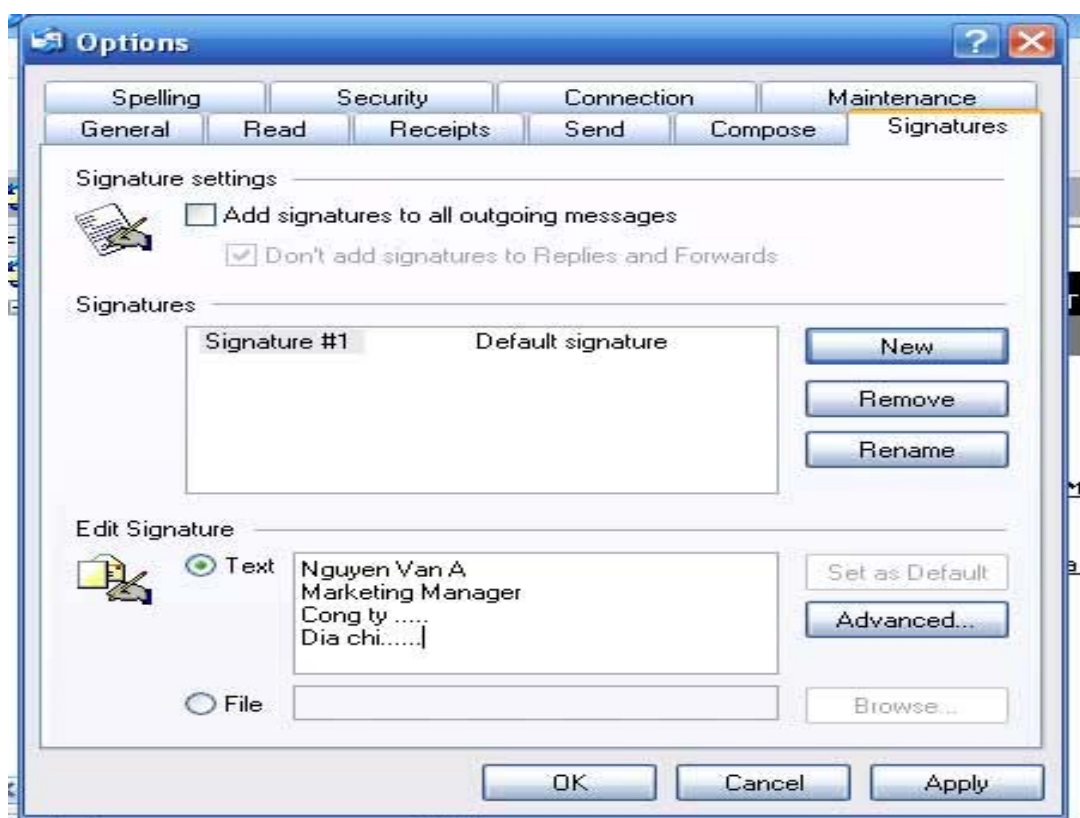 Options
Spelling Security Connection Maintenance
General Read Receipts Send Compose Signatures
Signature settings
Add signatures to all outgoing messages
Don't add signatures to Replies and Forwards
Signatures
Signature #1 Default signature
New
Remove
Rename
Edit Signature
Text
Nguyen Van A
Marketing Manager
Cong ty .....
Dia chi......
Set as Default
Advanced...
File
Browse...
OK Cancel Apply